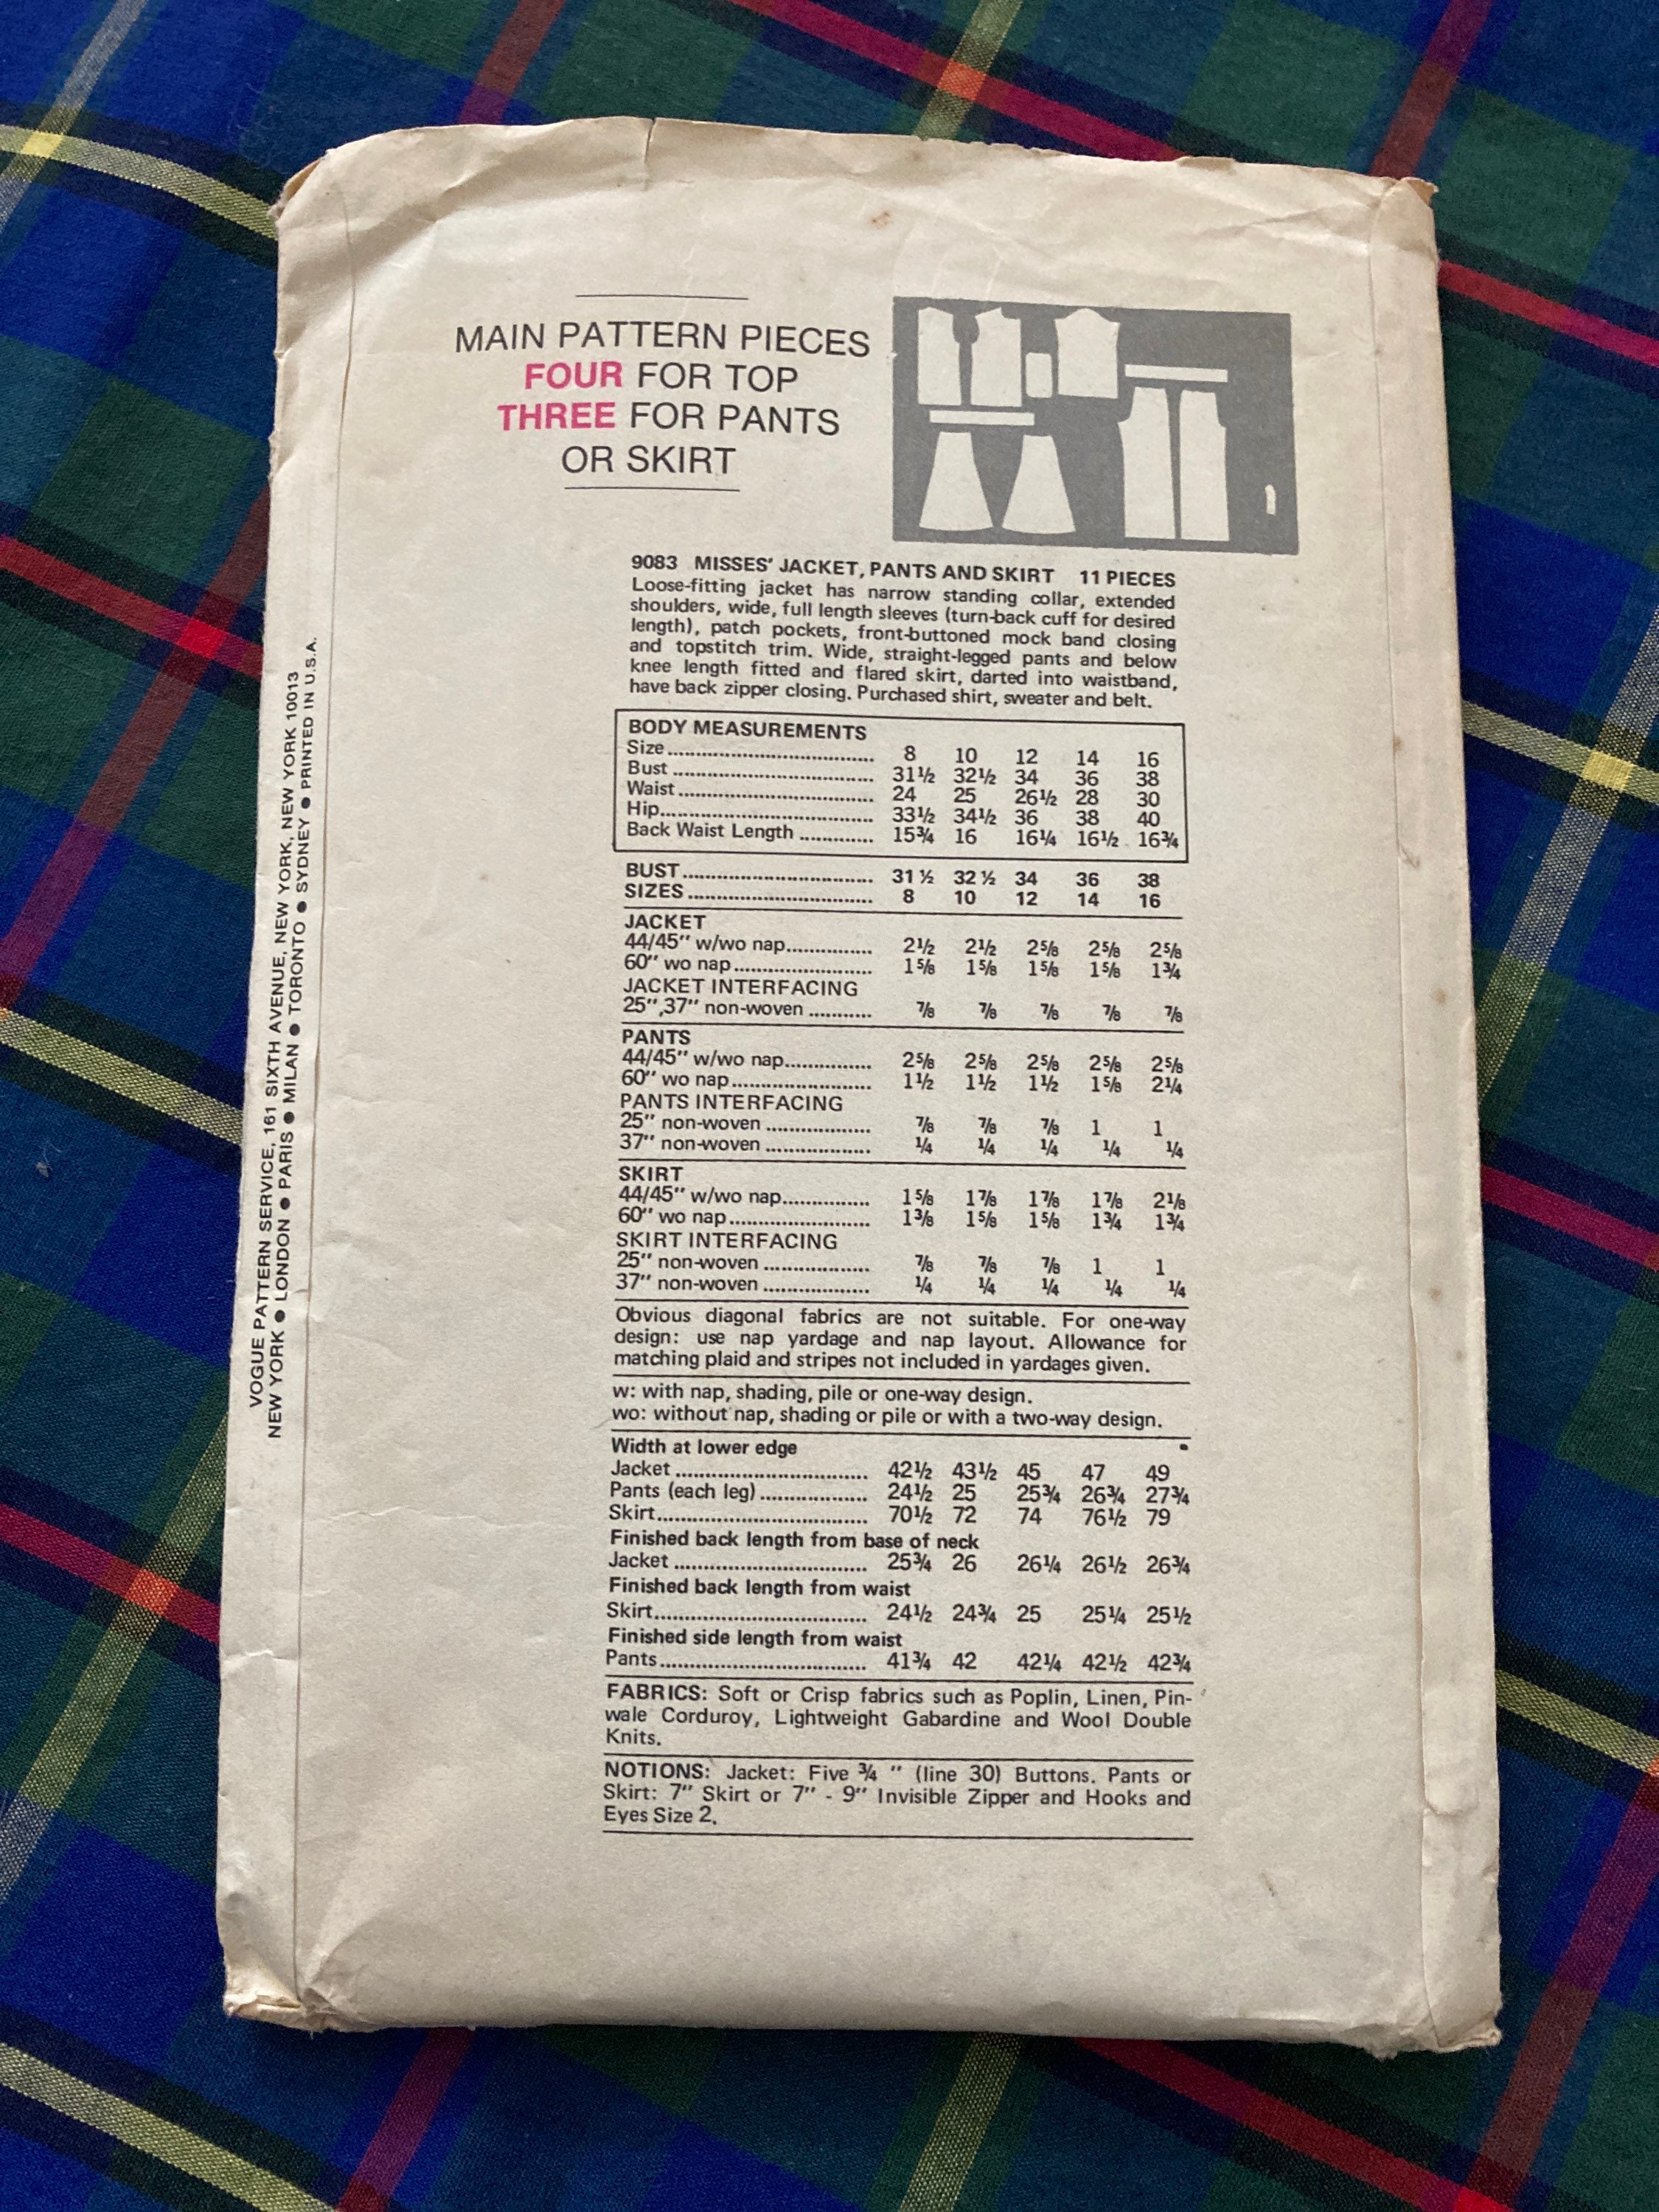 MAIN PATTERN PIECES
FOUR FOR TOP
THREE FOR PANTS
OR SKIRT
9083 MISSES' JACKET, PANTS AND SKIRT 11 PIECES
Loose-fitting jacket has narrow standing collar, extended
shoulders, wide, full length sleeves (turn-back cuff for desired
length), patch pockets, front-buttoned mock band closing
and topstitch trim. Wide, straight-legged pants and below
knee length fitted and flared skirt, darted into waistband,
have back zipper closing. Purchased shirt, sweater and belt.
BODY MEASUREMENTS
Size 8 10 12 14 16
Bust 31½ 32½ 34 36 38
Waist 24 25 26½ 28 30
Hip 33½ 34½ 36 38 40
Back Waist Length 15¾ 16 16¼ 16½ 16¾
BUST 31½ 32½ 34 36 38
SIZES 8 10 12 14 16
JACKET
44/45" w/wo nap 2½ 2½ 2⅝ 2⅝ 2⅝
60" wo nap 1⅝ 1⅝ 1⅝ 1⅝ 1¾
JACKET INTERFACING
25",37" non-woven ⅞ ⅞ ⅞ ⅞ ⅞
PANTS
44/45" w/wo nap 2⅝ 2⅝ 2⅝ 2⅝ 2⅝
60" wo nap 1½ 1½ 1½ 1⅝ 2¼
PANTS INTERFACING
25" non-woven ⅞ ⅞ ⅞ 1 1
37" non-woven ¼ ¼ ¼ ¼ ¼
SKIRT
44/45" w/wo nap 1⅝ 1⅞ 1⅞ 1⅞ 2⅛
60" wo nap 1⅜ 1⅝ 1⅝ 1¾ 1¾
SKIRT INTERFACING
25" non-woven ⅞ ⅞ ⅞ 1 1
37" non-woven ¼ ¼ ¼ ¼ ¼
Obvious diagonal fabrics are not suitable. For one-way
design: use nap yardage and nap layout. Allowance for
matching plaid and stripes not included in yardages given.
w: with nap, shading, pile or one-way design.
wo: without nap, shading or pile or with a two-way design.
Width at lower edge
Jacket 42½ 43½ 45 47 49
Pants (each leg) 24½ 25 25¾ 26¾ 27¾
Skirt 70½ 72 74 76½ 79
Finished back length from base of neck
Jacket 25¾ 26 26¼ 26½ 26¾
Finished back length from waist
Skirt 24½ 24¾ 25 25¼ 25½
Finished side length from waist
Pants 41¾ 42 42¼ 42½ 42¾
FABRICS: Soft or Crisp fabrics such as Poplin, Linen, Pin-
wale Corduroy, Lightweight Gabardine and Wool Double
Knits.
NOTIONS: Jacket: Five ¾ " (line 30) Buttons. Pants or
Skirt: 7" Skirt or 7" - 9" Invisible Zipper and Hooks and
Eyes Size 2.
VOGUE PATTERN SERVICE, 161 SIXTH AVENUE, NEW YORK, NEW YORK 10013
NEW YORK ● LONDON ● PARIS ● MILAN ● TORONTO ● SYDNEY ● PRINTED IN U.S.A.